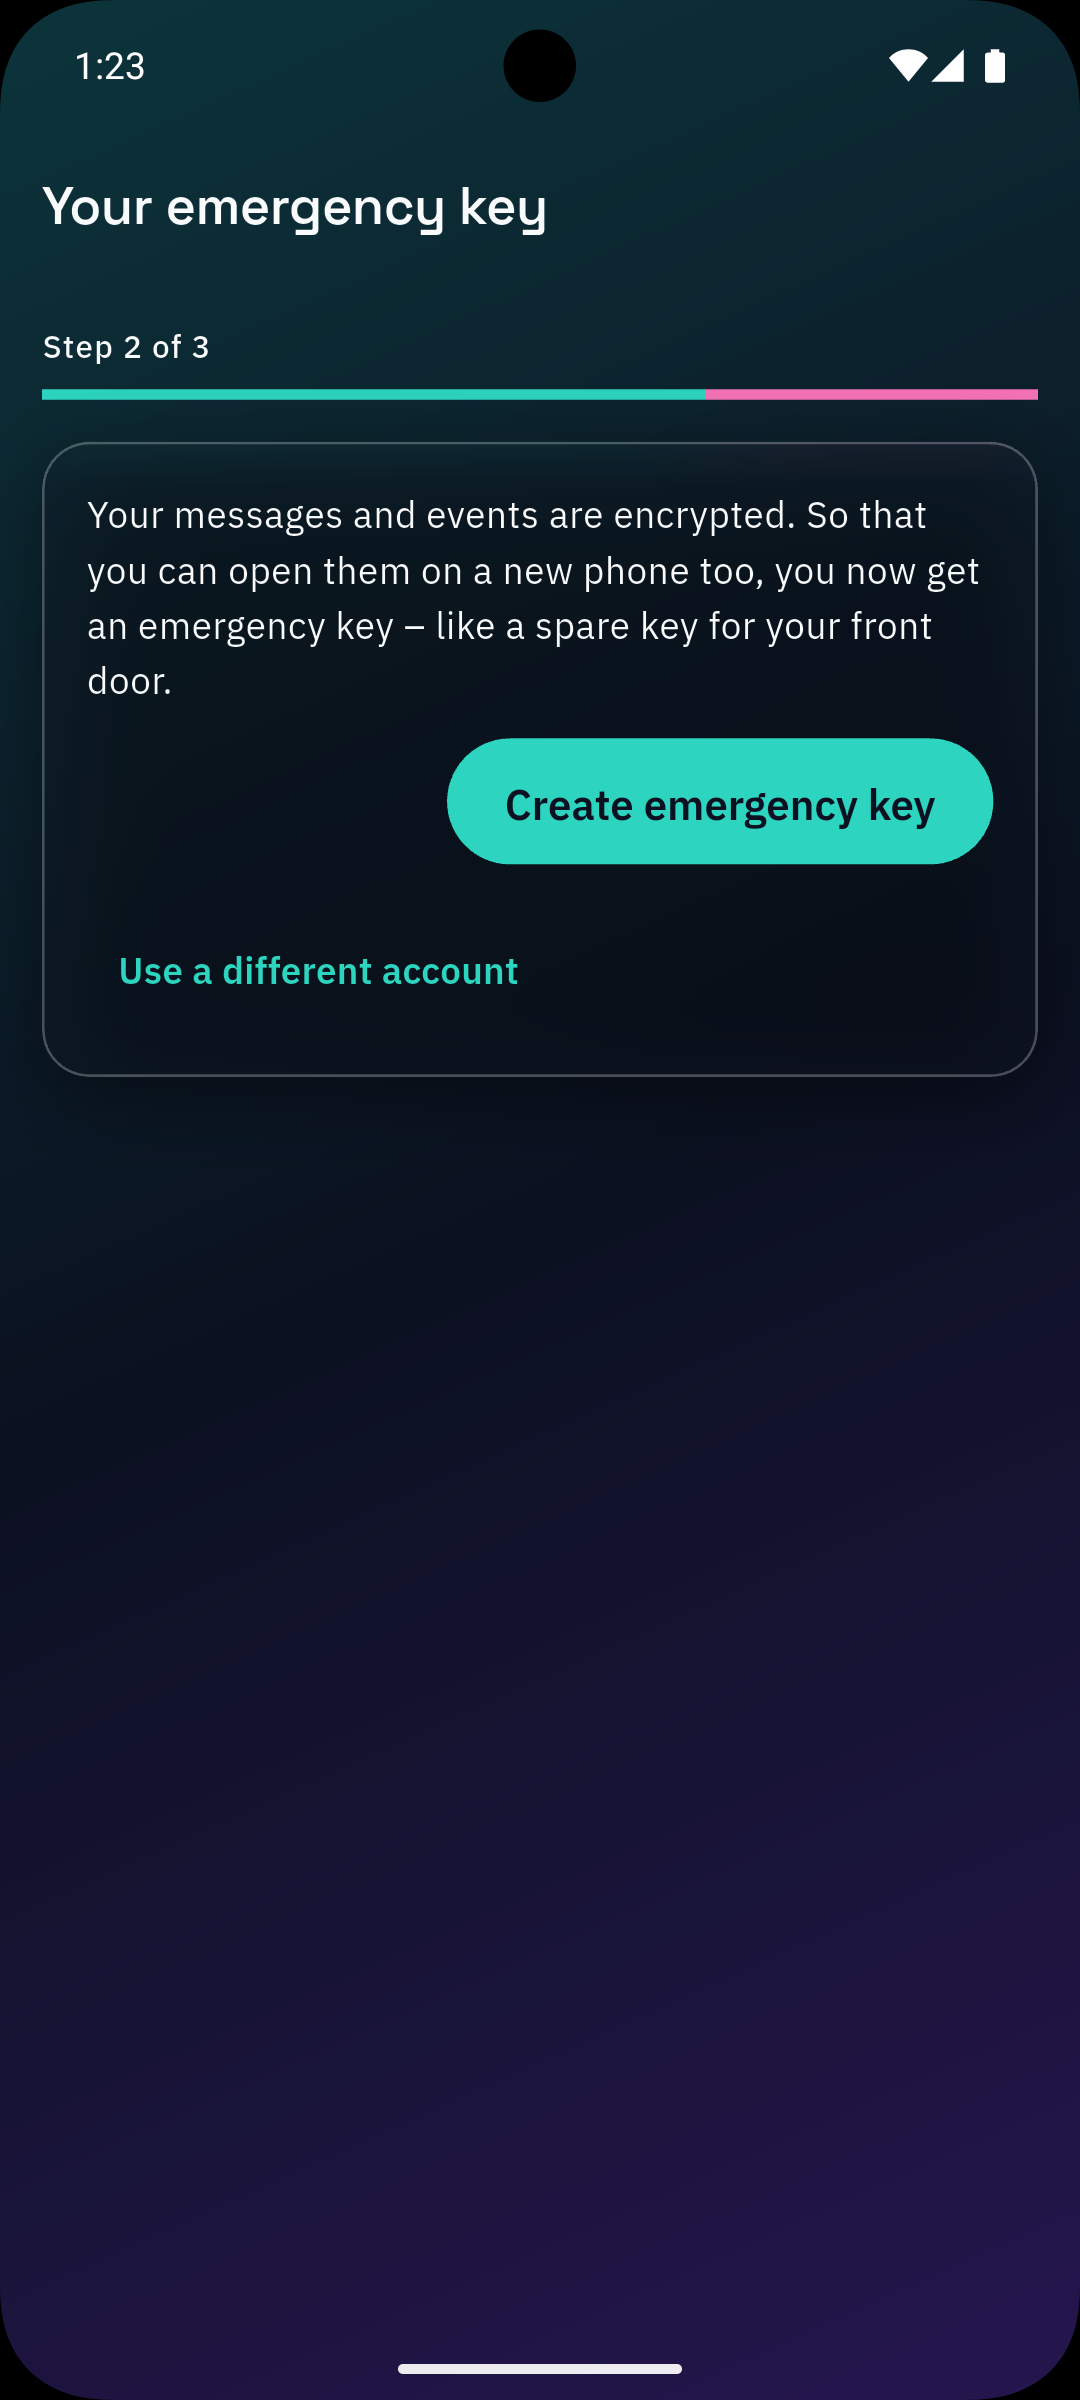 1:23
Your emergency key
Step 2 of 3
Your messages and events are encrypted. So that
you can open them on a new phone too, you now get
an emergency key – like a spare key for your front
door.
Create emergency key
Use a different account